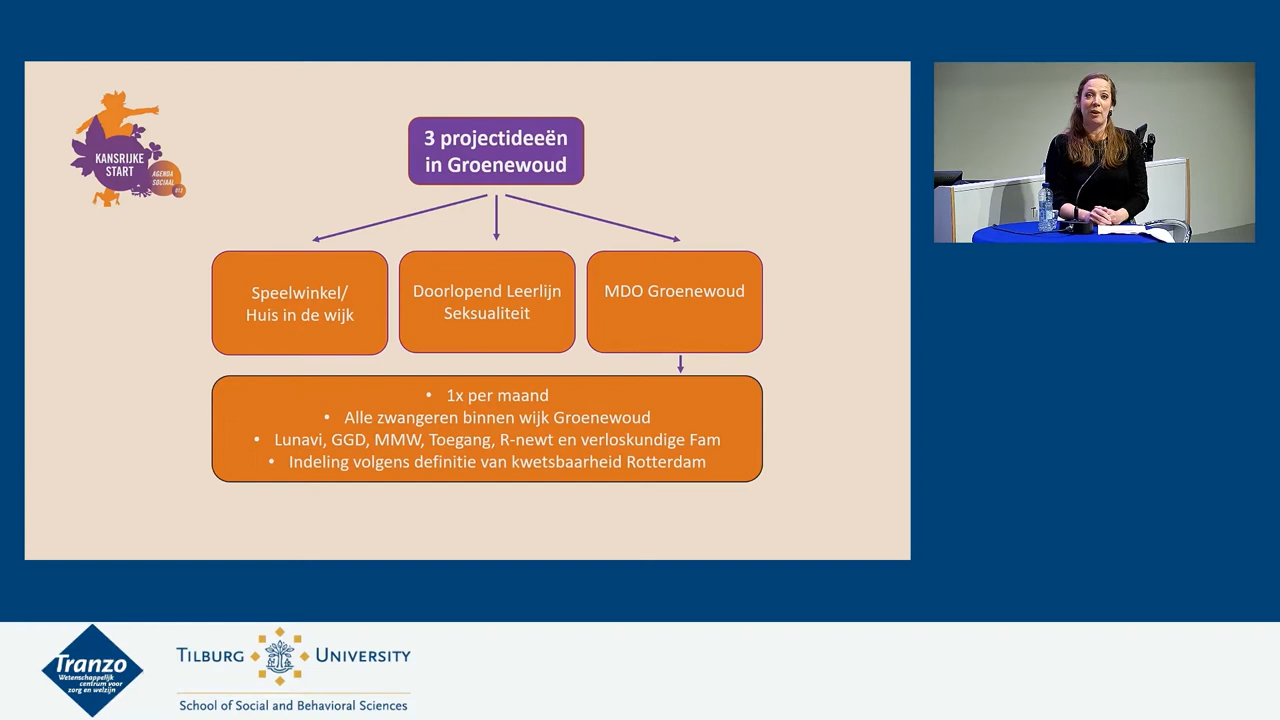 KANSRIJKE
START
AGENDA
SOCIAAL
013
3 projectideeën
in Groenewoud
Speelwinkel/
Huis in de wijk
Doorlopend Leerlijn
Seksualiteit
MDO Groenewoud
• 1x per maand
• Alle zwangeren binnen wijk Groenewoud
• Lunavi, GGD, MMW, Toegang, R-newt en verloskundige Fam
• Indeling volgens definitie van kwetsbaarheid Rotterdam
Tranzo
Wetenschappelijk
centrum voor
zorg en welzijn
TILBURG UNIVERSITY
School of Social and Behavioral Sciences